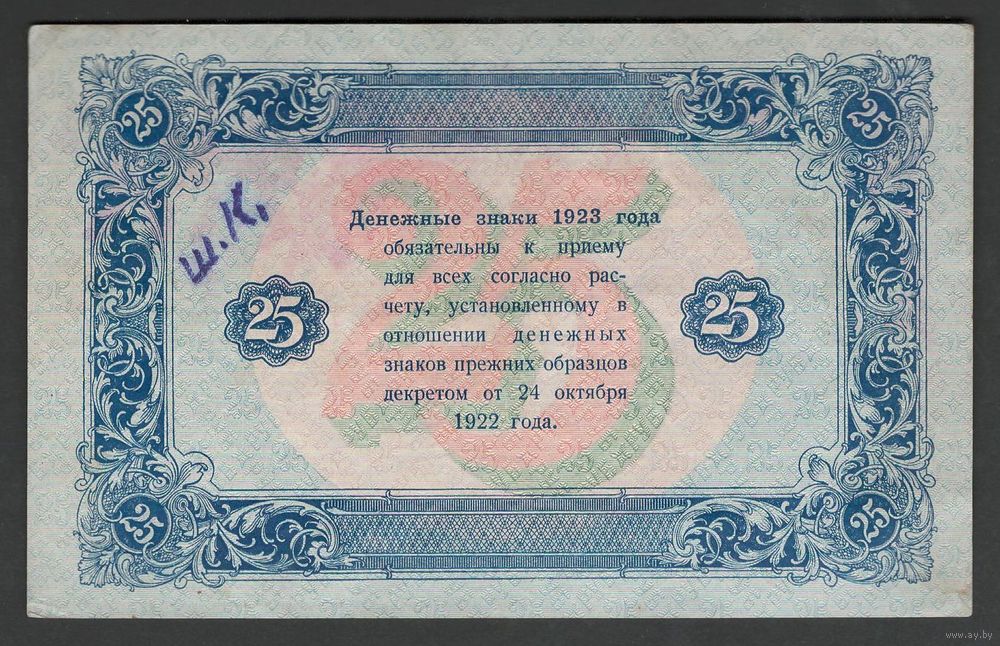 25
25
ш.К.
Денежные знаки 1923 года
обязательны к приему
для всех согласно рас-
чету, установленному в
отношении денежных
знаков прежних образцов
декретом от 24 октября
1922 года.
25
25
25
25
www.ay.by